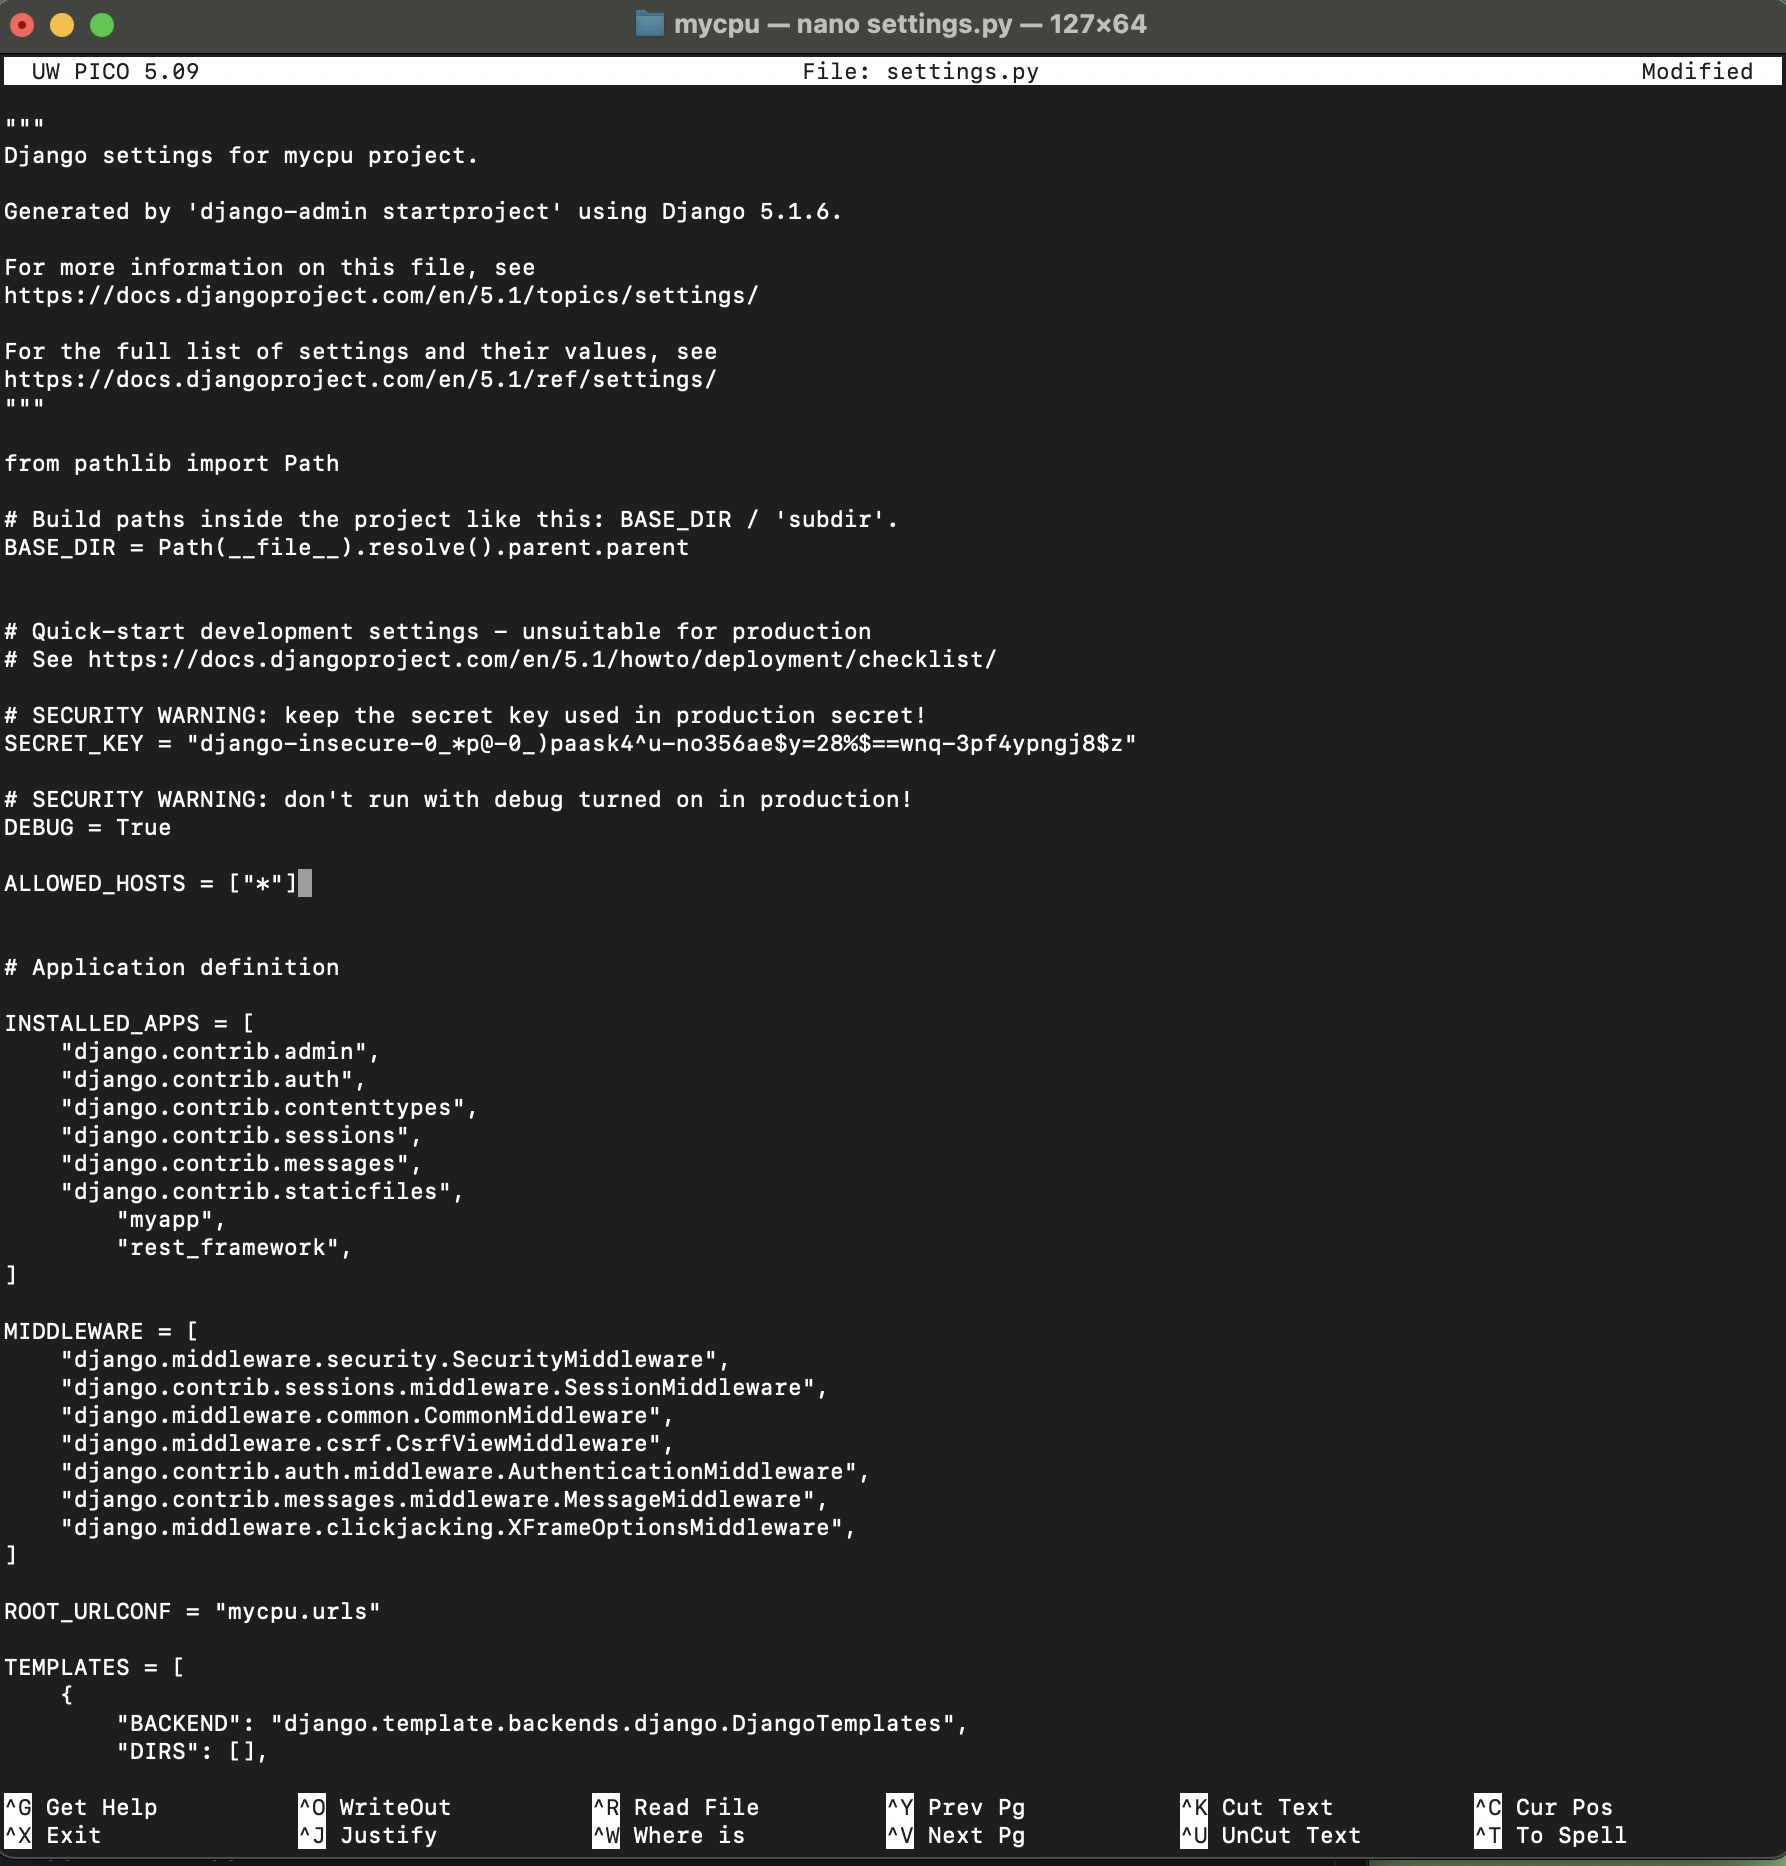 mycpu — nano settings.py — 127×64
UW PICO 5.09 File: settings.py Modified
"""
Django settings for mycpu project.
Generated by 'django-admin startproject' using Django 5.1.6.
For more information on this file, see
https://docs.djangoproject.com/en/5.1/topics/settings/
For the full list of settings and their values, see
https://docs.djangoproject.com/en/5.1/ref/settings/
"""
from pathlib import Path
# Build paths inside the project like this: BASE_DIR / 'subdir'.
BASE_DIR = Path(__file__).resolve().parent.parent
# Quick-start development settings - unsuitable for production
# See https://docs.djangoproject.com/en/5.1/howto/deployment/checklist/
# SECURITY WARNING: keep the secret key used in production secret!
SECRET_KEY = "django-insecure-0_*p@-0_)paask4^u-no356ae$y=28%$==wnq-3pf4ypngj8$z"
# SECURITY WARNING: don't run with debug turned on in production!
DEBUG = True
ALLOWED_HOSTS = ["*"]
# Application definition
INSTALLED_APPS = [
    "django.contrib.admin",
    "django.contrib.auth",
    "django.contrib.contenttypes",
    "django.contrib.sessions",
    "django.contrib.messages",
    "django.contrib.staticfiles",
        "myapp",
        "rest_framework",
]
MIDDLEWARE = [
    "django.middleware.security.SecurityMiddleware",
    "django.contrib.sessions.middleware.SessionMiddleware",
    "django.middleware.common.CommonMiddleware",
    "django.middleware.csrf.CsrfViewMiddleware",
    "django.contrib.auth.middleware.AuthenticationMiddleware",
    "django.contrib.messages.middleware.MessageMiddleware",
    "django.middleware.clickjacking.XFrameOptionsMiddleware",
]
ROOT_URLCONF = "mycpu.urls"
TEMPLATES = [
    {
        "BACKEND": "django.template.backends.django.DjangoTemplates",
        "DIRS": [],
^G Get Help ^O WriteOut ^R Read File ^Y Prev Pg ^K Cut Text ^C Cur Pos
^X Exit ^J Justify ^W Where is ^V Next Pg ^U UnCut Text ^T To Spell